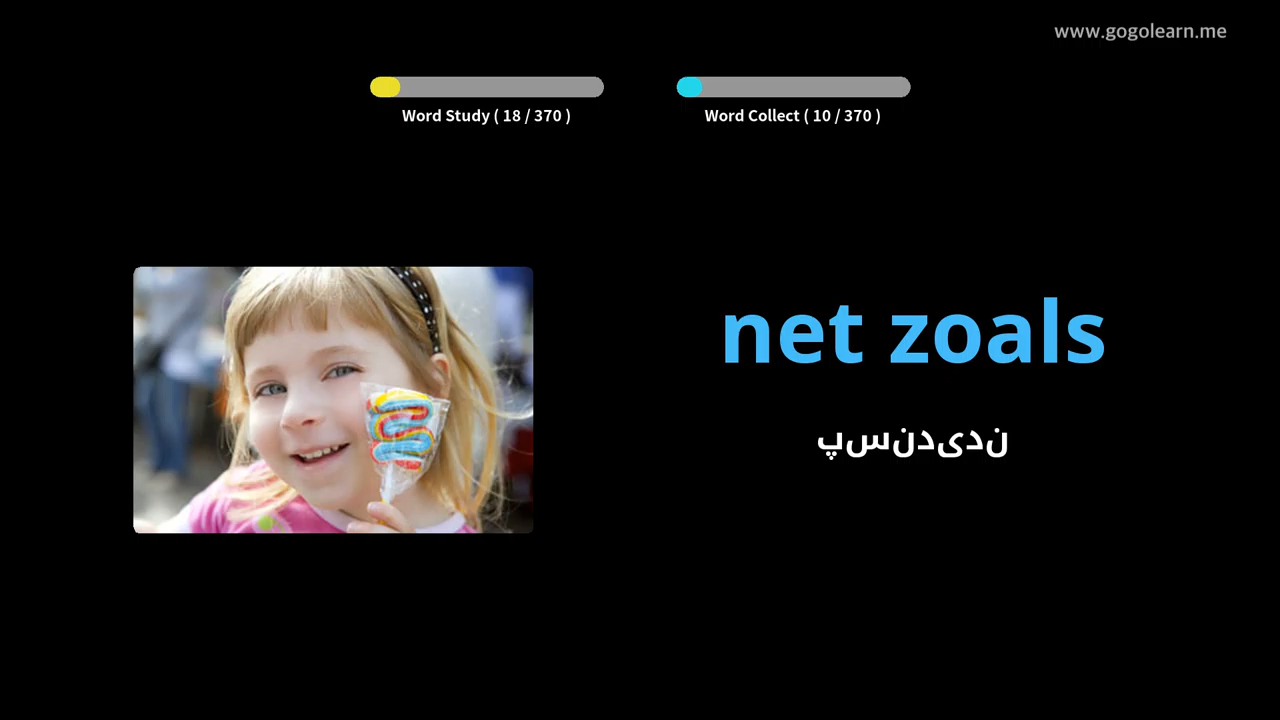 www.gogolearn.me
Word Study ( 18 / 370 )
Word Collect ( 10 / 370 )
net zoals
پسندیدن